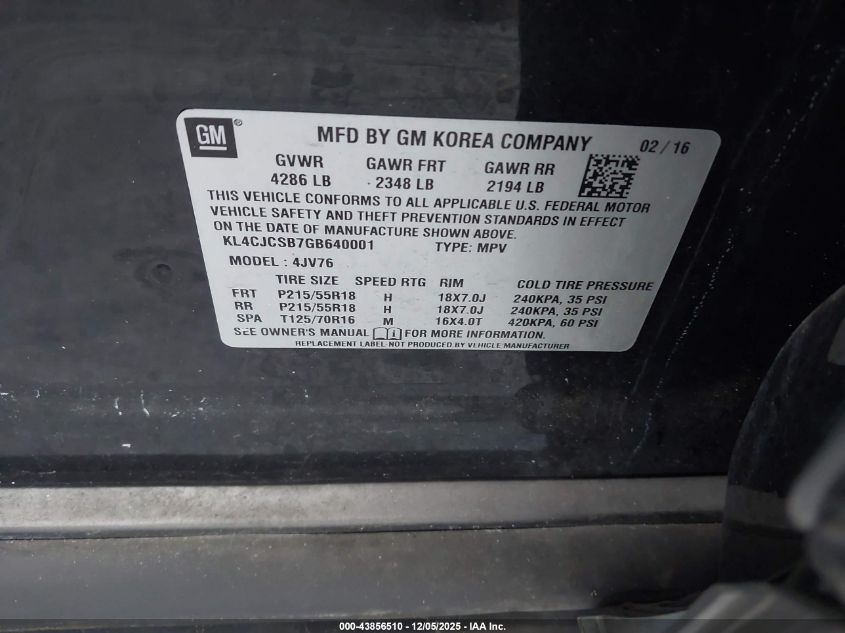 GM ® MFD BY GM KOREA COMPANY 02 / 16
GVWR GAWR FRT GAWR RR
4286 LB 2348 LB 2194 LB
THIS VEHICLE CONFORMS TO ALL APPLICABLE U.S. FEDERAL MOTOR
VEHICLE SAFETY AND THEFT PREVENTION STANDARDS IN EFFECT
ON THE DATE OF MANUFACTURE SHOWN ABOVE.
KL4CJCSB7GB640001 TYPE: MPV
MODEL : 4JV76
TIRE SIZE SPEED RTG RIM COLD TIRE PRESSURE
FRT P215/55R18 H 18X7.0J 240KPA, 35 PSI
RR P215/55R18 H 18X7.0J 240KPA, 35 PSI
SPA T125/70R16 M 16X4.0T 420KPA, 60 PSI
SEE OWNER'S MANUAL FOR MORE INFORMATION.
REPLACEMENT LABEL-NOT PRODUCED BY VEHICLE MANUFACTURER
000-43856510 - 12/05/2025 - IAA Inc.